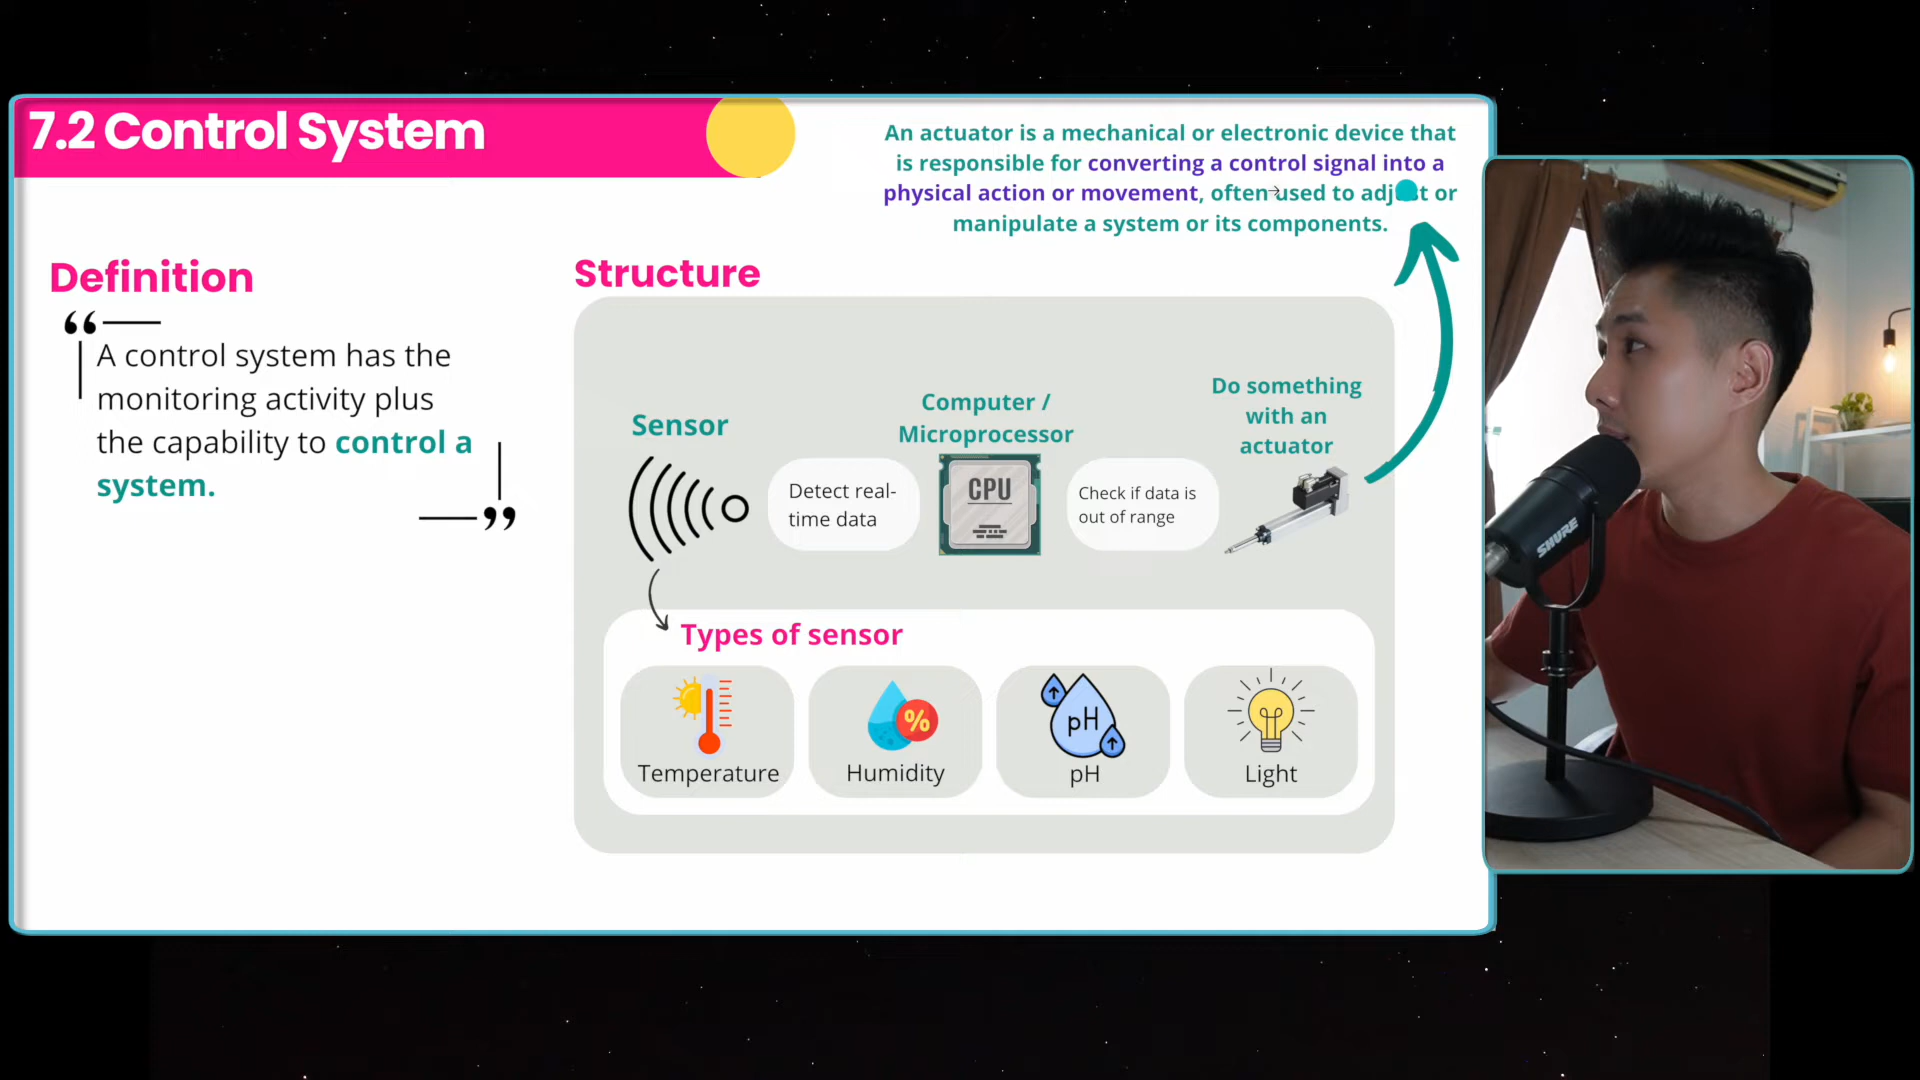 7.2 Control System
An actuator is a mechanical or electronic device that
is responsible for converting a control signal into a
physical action or movement, often used to adjust or
manipulate a system or its components.
Definition
“
A control system has the
monitoring activity plus
the capability to control a
system.
”
Structure
Sensor
Detect real-
time data
Computer /
Microprocessor
CPU
Check if data is
out of range
Do something
with an
actuator
Types of sensor
Temperature
%
Humidity
pH
pH
Light
SHURE